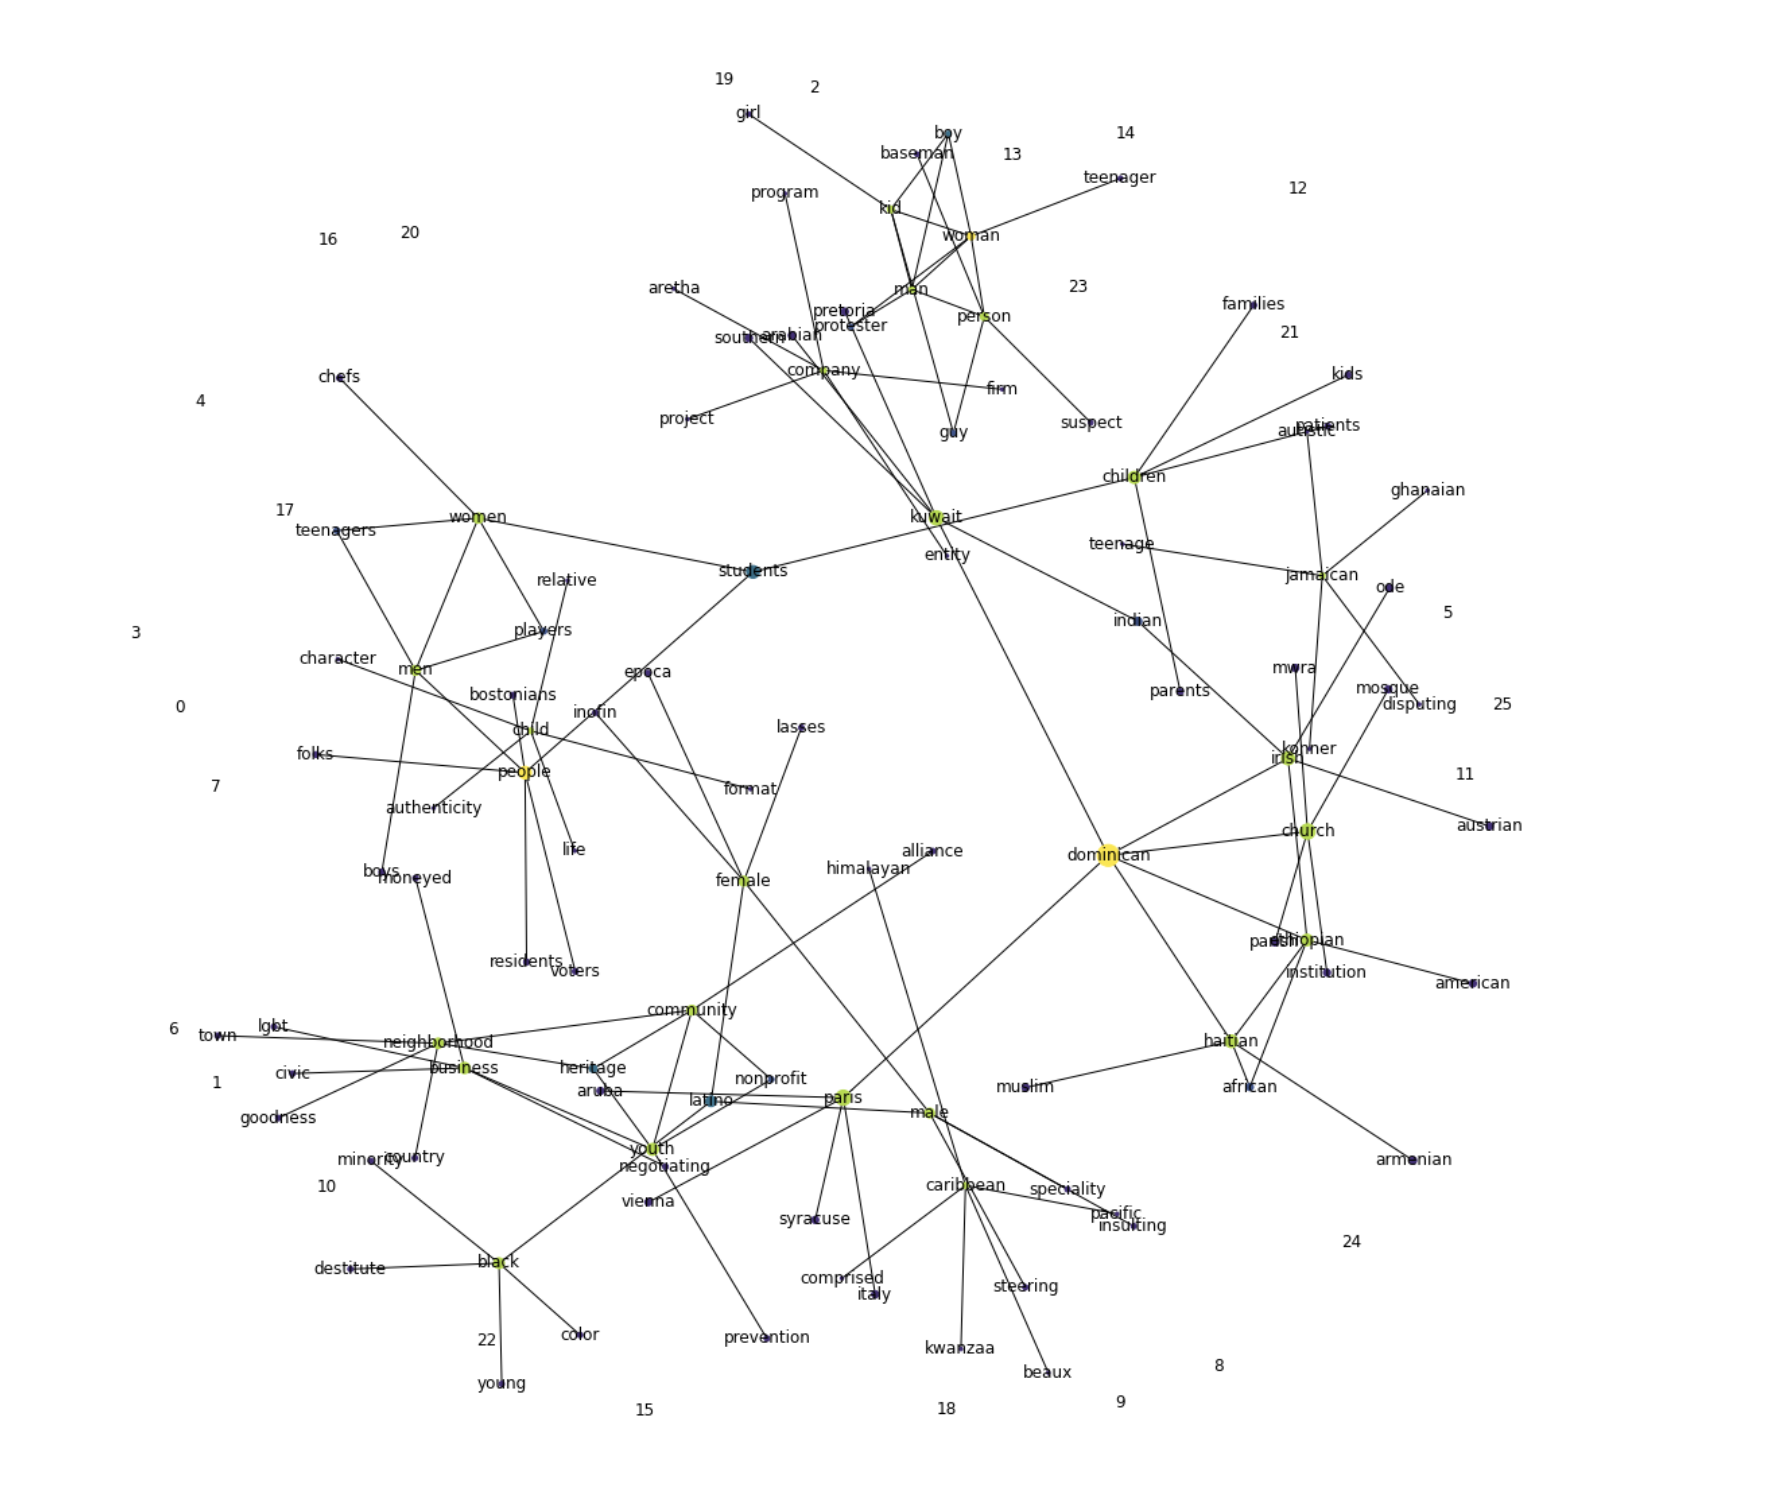 19
2
girl
boy
baseman
13
14
program
teenager
12
kid
woman
16
20
aretha
man
23
pretoria
protester
person
families
southern
arabian
21
company
chefs
firm
kids
4
project
guy
suspect
patients
autistic
children
ghanaian
17
teenagers
women
kuwait
teenage
entity
students
relative
jamaican
ode
5
3
players
indian
character
men
epoca
mwra
bostonians
parents
mosque
disputing
25
0
inofin
child
lasses
konner
irish
folks
people
11
7
authenticity
format
austrian
church
life
alliance
dominican
himalayan
boys
moneyed
female
parish
ethiopian
residents
voters
institution
american
community
6
town
lgbt
neighborhood
haitian
civic
business
heritage
1
nonprofit
aruba
latino
paris
muslim
african
goodness
male
youth
minority
country
negotiating
armenian
10
vienna
caribbean
speciality
syracuse
pacific
insulting
24
black
destitute
comprised
italy
steering
22
color
prevention
kwanzaa
8
beaux
young
15
18
9